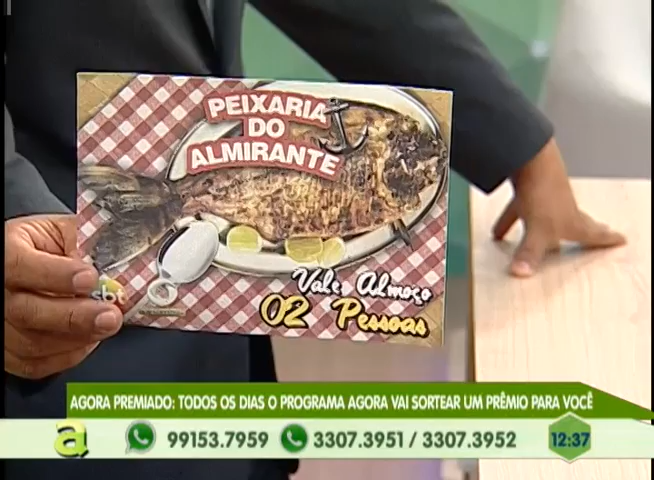 PEIXARIA
DO
ALMIRANTE
Vale Almoço
02 Pessoas
sbt
AGORA PREMIADO: TODOS OS DIAS O PROGRAMA AGORA VAI SORTEAR UM PRÊMIO PARA VOCÊ
a 99153.7959 3307.3951 / 3307.3952 12:37